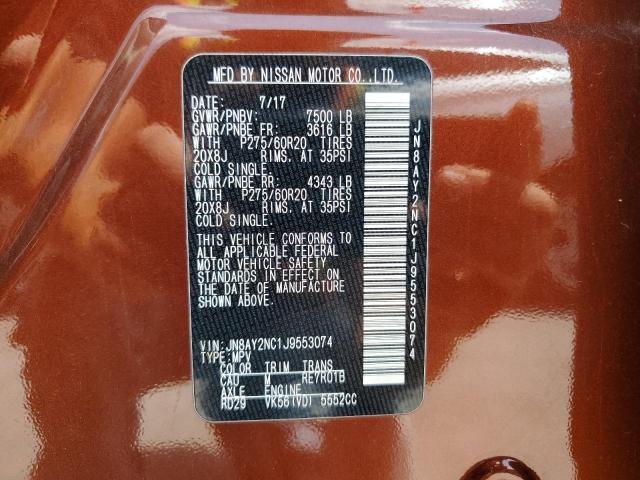 MFD BY NISSAN MOTOR CO.,LTD.
DATE: 7/17
GVWR/PNBV: 7500 LB
GAWR/PNBE FR: 3616 LB
WITH P275/60R20 TIRES
20X8J RIMS. AT 35PSI
COLD SINGLE.
GAWR/PNBE RR: 4343 LB
WITH P275/60R20 TIRES
20X8J RIMS. AT 35PSI
COLD SINGLE.
THIS VEHICLE CONFORMS TO
ALL APPLICABLE FEDERAL
MOTOR VEHICLE SAFETY
STANDARDS IN EFFECT ON
THE DATE OF MANUFACTURE
SHOWN ABOVE.
VIN: JN8AY2NC1J9553074
TYPE: MPV
COLOR TRIM TRANS
CAU M RE7R01B
AXLE ENGINE
RD29 VK56(VD) 5552CC
JN8AY2NC1J9553074